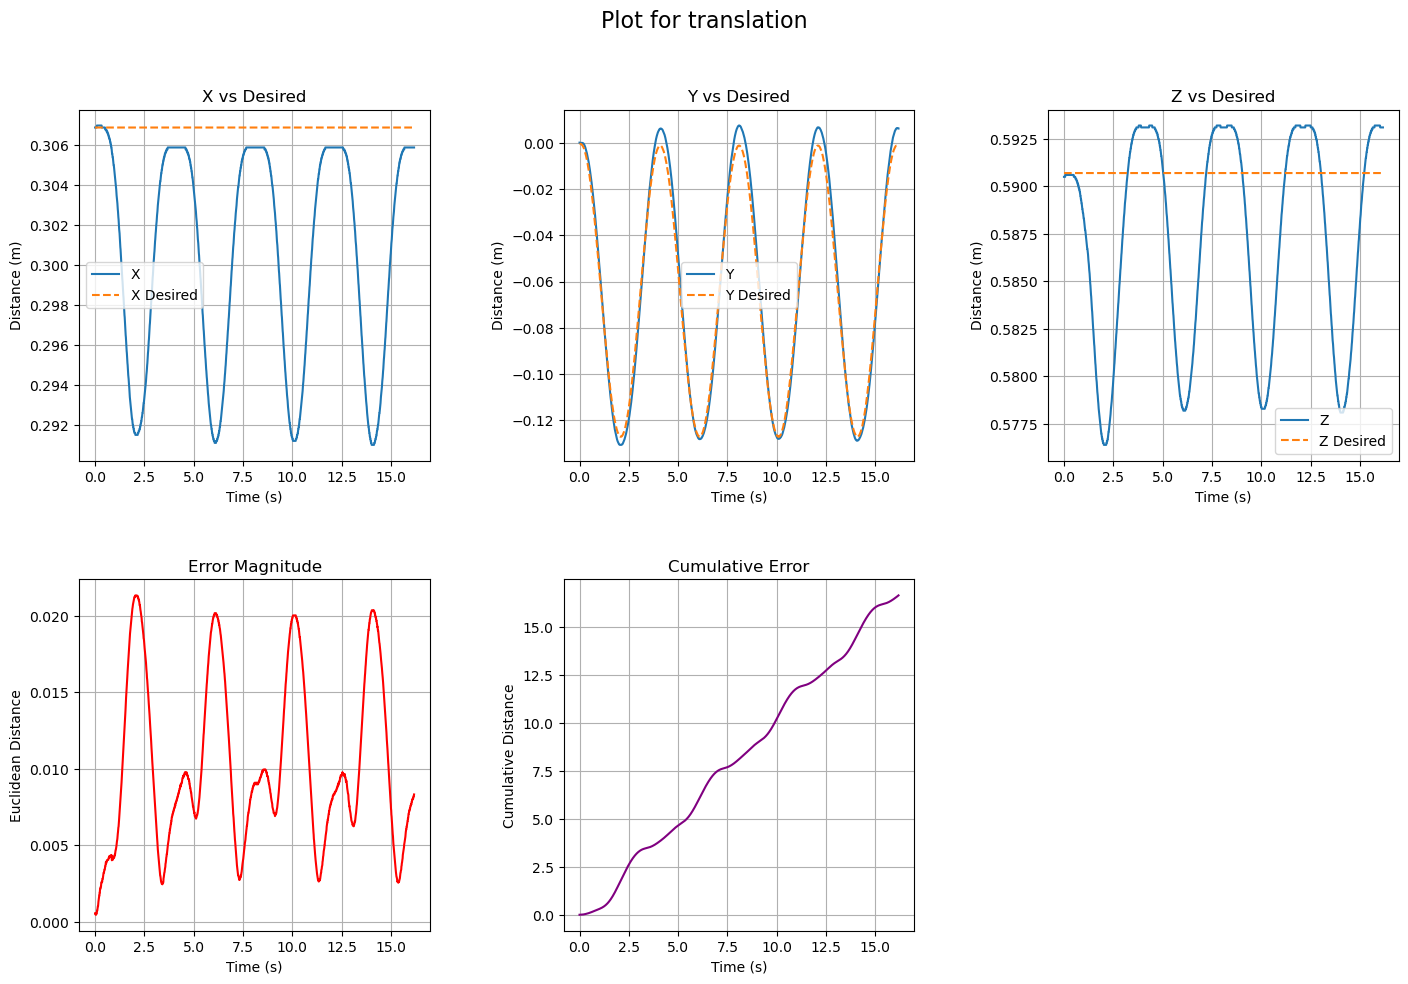 Plot for translation
X vs Desired
Distance (m)
0.306
0.304
0.302
0.300
0.298
0.296
0.294
0.292
X
X Desired
0.0 2.5 5.0 7.5 10.0 12.5 15.0
Time (s)
Y vs Desired
Distance (m)
0.00
−0.02
−0.04
−0.06
−0.08
−0.10
−0.12
Y
Y Desired
0.0 2.5 5.0 7.5 10.0 12.5 15.0
Time (s)
Z vs Desired
Distance (m)
0.5925
0.5900
0.5875
0.5850
0.5825
0.5800
0.5775
Z
Z Desired
0.0 2.5 5.0 7.5 10.0 12.5 15.0
Time (s)
Error Magnitude
Euclidean Distance
0.020
0.015
0.010
0.005
0.000
0.0 2.5 5.0 7.5 10.0 12.5 15.0
Time (s)
Cumulative Error
Cumulative Distance
15.0
12.5
10.0
7.5
5.0
2.5
0.0
0.0 2.5 5.0 7.5 10.0 12.5 15.0
Time (s)